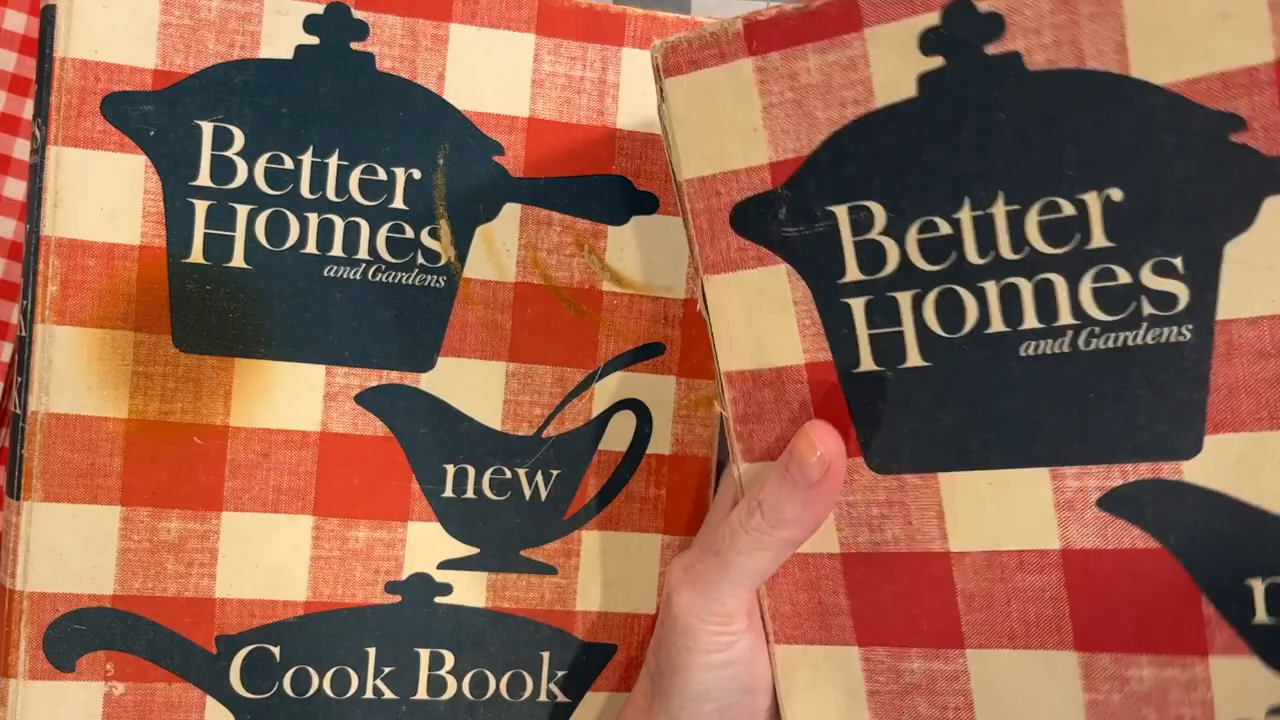 Better
Homes
and Gardens
new
Cook Book
Better
Homes
and Gardens